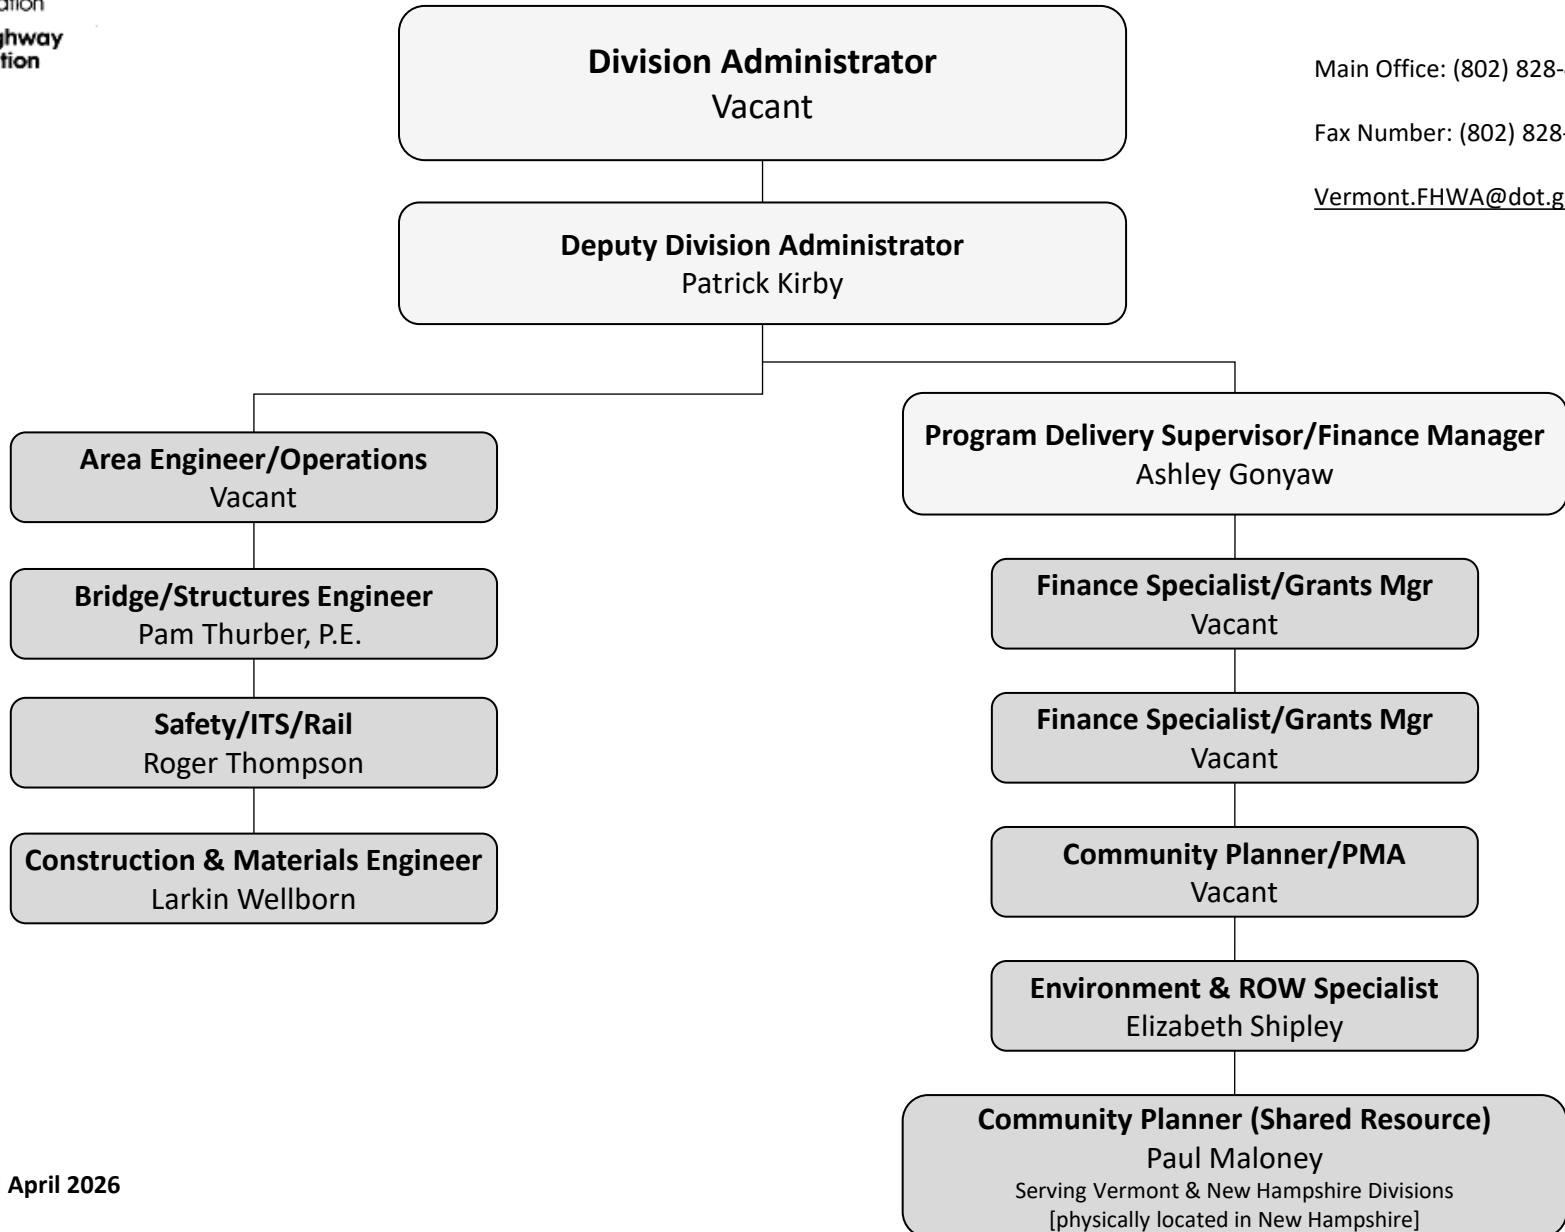 ation
ghway
tion
Division Administrator
Vacant
Main Office: (802) 828-
Fax Number: (802) 828-
Vermont.FHWA@dot.g
Deputy Division Administrator
Patrick Kirby
Area Engineer/Operations
Vacant
Bridge/Structures Engineer
Pam Thurber, P.E.
Safety/ITS/Rail
Roger Thompson
Construction & Materials Engineer
Larkin Wellborn
Program Delivery Supervisor/Finance Manager
Ashley Gonyaw
Finance Specialist/Grants Mgr
Vacant
Finance Specialist/Grants Mgr
Vacant
Community Planner/PMA
Vacant
Environment & ROW Specialist
Elizabeth Shipley
Community Planner (Shared Resource)
Paul Maloney
Serving Vermont & New Hampshire Divisions
[physically located in New Hampshire]
April 2026